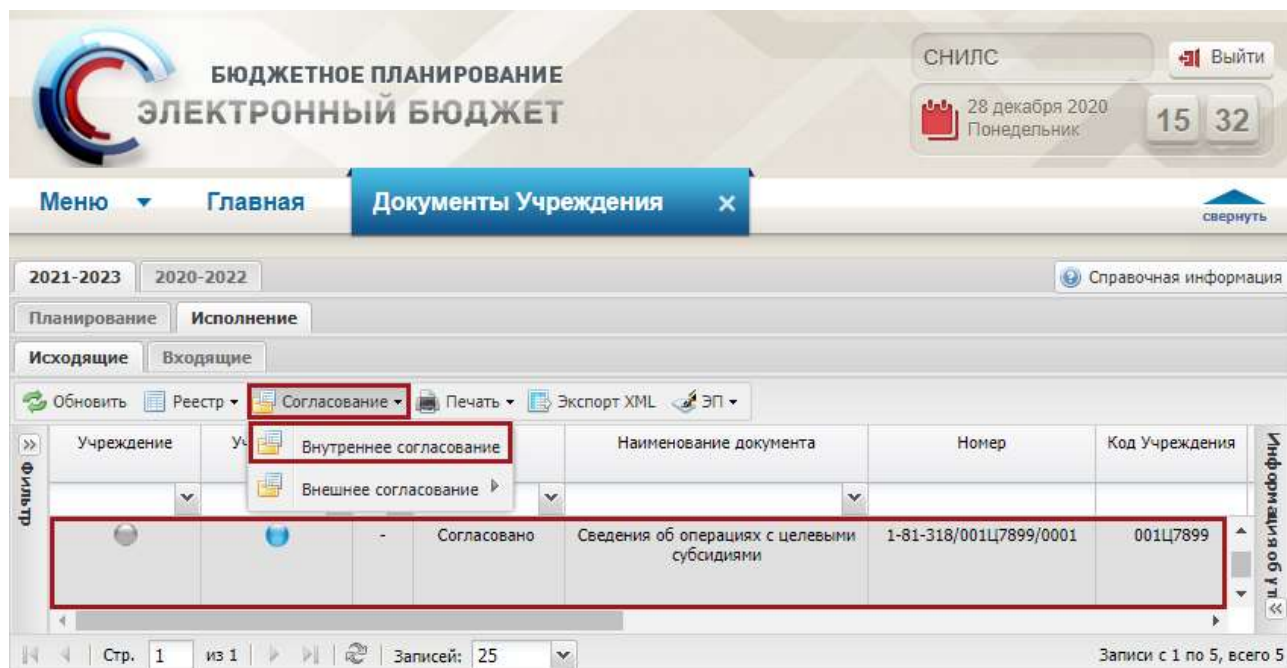 БЮДЖЕТНОЕ ПЛАНИРОВАНИЕ
ЭЛЕКТРОННЫЙ БЮДЖЕТ
СНИЛС
Выйти
28 декабря 2020
Понедельник
15 32
Меню Главная Документы Учреждения
свернуть
2021-2023 2020-2022 Справочная информация
Планирование Исполнение
Исходящие Входящие
Обновить Реестр Согласование Печать Экспорт XML ЭП
Учреждение Уч Наименование документа Номер Код Учреждения
Внутреннее согласование
Внешнее согласование
Фильтр
- Согласовано Сведения об операциях с целевыми субсидиями 1-81-318/001Ц7899/0001 001Ц7899
Информация об у
Стр. 1 из 1 Записей: 25 Записи с 1 по 5, всего 5